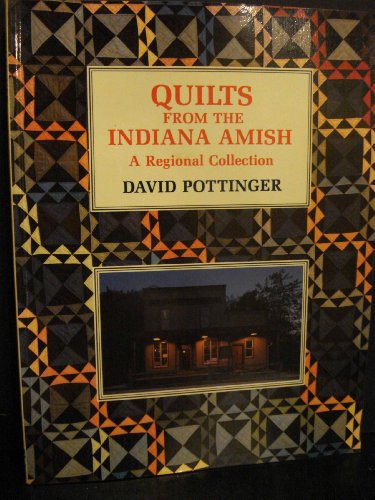 QUILTS
FROM THE
INDIANA AMISH
A Regional Collection
DAVID POTTINGER